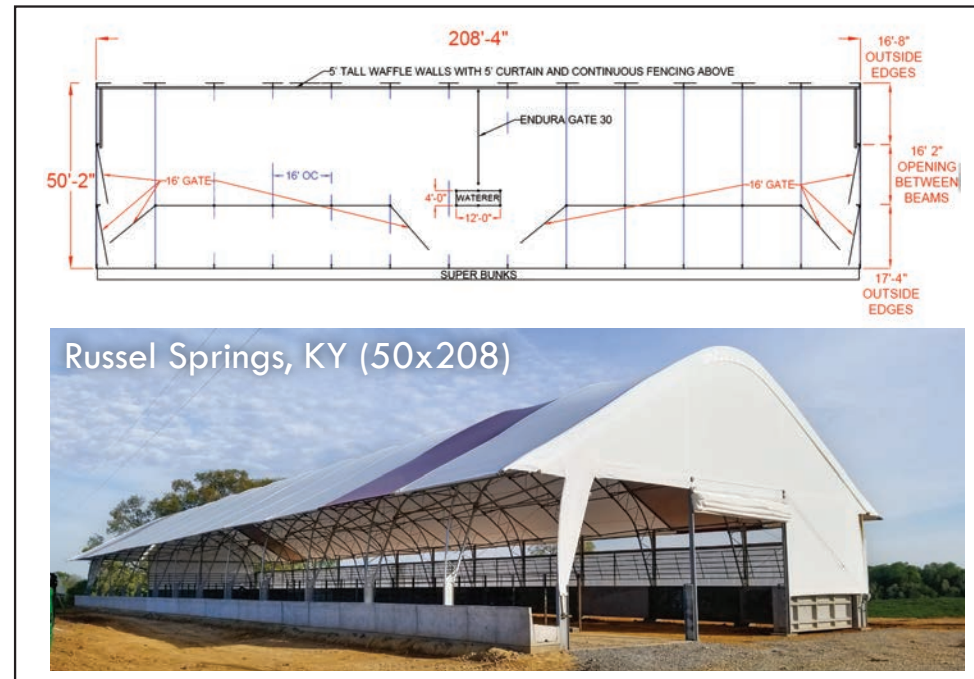 208'-4"
16'-8"
OUTSIDE
EDGES
5' TALL WAFFLE WALLS WITH 5' CURTAIN AND CONTINUOUS FENCING ABOVE
ENDURA GATE 30
50'-2"
16' GATE
16' OC
4'-0"
WATERER
12'-0"
16' GATE
16' 2"
OPENING
BETWEEN
BEAMS
SUPER BUNKS
17'-4"
OUTSIDE
EDGES
Russel Springs, KY (50x208)